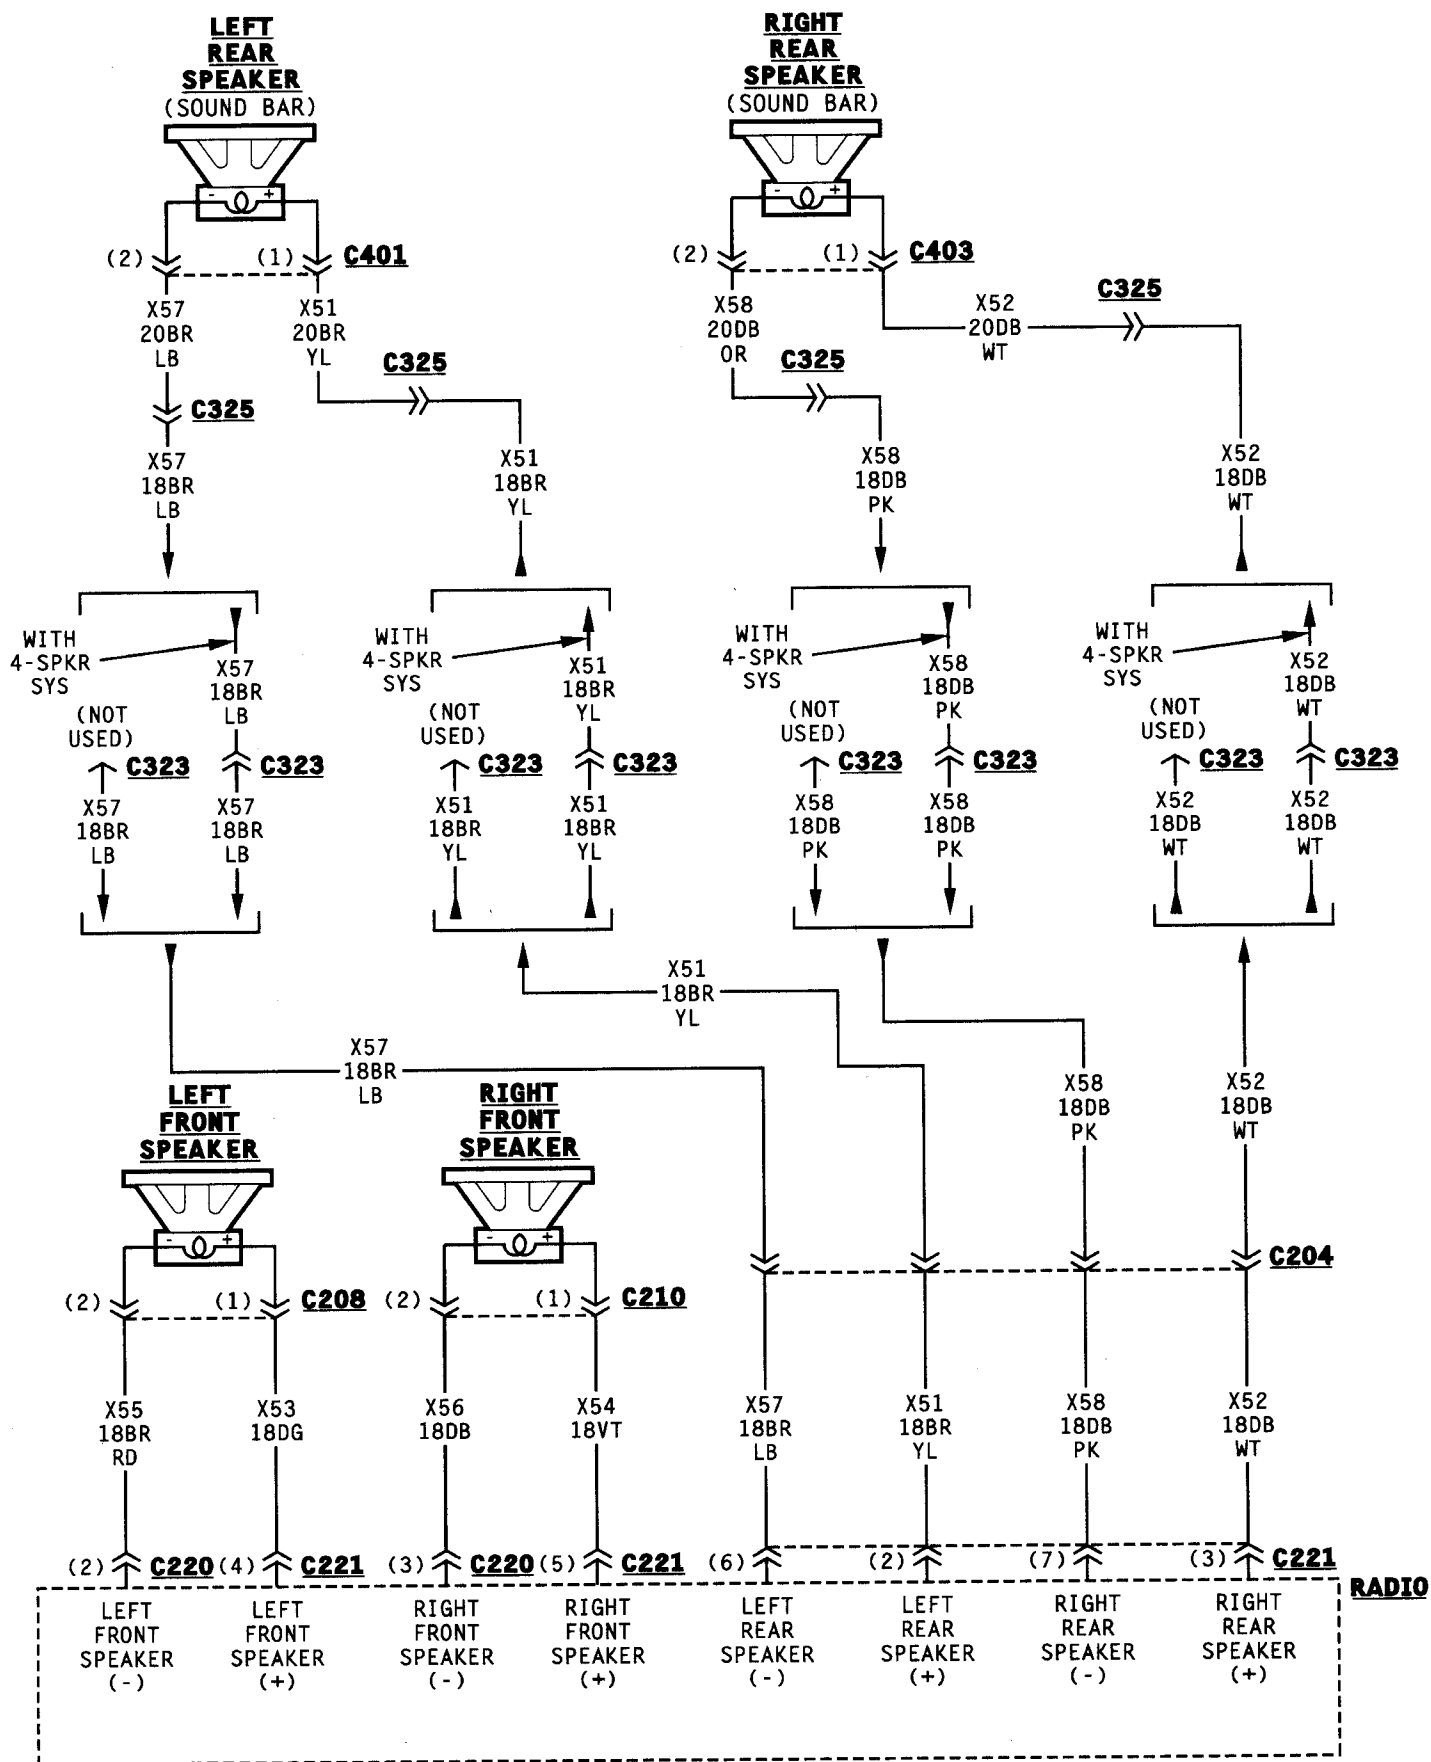 LEFT
REAR
SPEAKER
(SOUND BAR)
- +
(2) (1) C401
X57
20BR
LB
X51
20BR
YL
C325
C325
X57
18BR
LB
X51
18BR
YL
RIGHT
REAR
SPEAKER
(SOUND BAR)
- +
(2) (1) C403
X58
20DB
OR
X52
20DB
WT
C325
C325
X58
18DB
PK
X52
18DB
WT
WITH
4-SPKR
SYS
X57
18BR
LB
(NOT
USED)
C323 C323
X57
18BR
LB
X57
18BR
LB
WITH
4-SPKR
SYS
X51
18BR
YL
(NOT
USED)
C323 C323
X51
18BR
YL
X51
18BR
YL
WITH
4-SPKR
SYS
X58
18DB
PK
(NOT
USED)
C323 C323
X58
18DB
PK
X58
18DB
PK
WITH
4-SPKR
SYS
X52
18DB
WT
(NOT
USED)
C323 C323
X52
18DB
WT
X52
18DB
WT
X51
18BR
YL
X57
18BR
LB
X58
18DB
PK
X52
18DB
WT
LEFT
FRONT
SPEAKER
- +
(2) (1) C208
RIGHT
FRONT
SPEAKER
- +
(2) (1) C210
C204
X55
18BR
RD
X53
18DG
X56
18DB
X54
18VT
X57
18BR
LB
X51
18BR
YL
X58
18DB
PK
X52
18DB
WT
(2) C220 (4) C221 (3) C220 (5) C221 (6) (2) (7) (3) C221
RADIO
LEFT
FRONT
SPEAKER
(-)
LEFT
FRONT
SPEAKER
(+)
RIGHT
FRONT
SPEAKER
(-)
RIGHT
FRONT
SPEAKER
(+)
LEFT
REAR
SPEAKER
(-)
LEFT
REAR
SPEAKER
(+)
RIGHT
REAR
SPEAKER
(-)
RIGHT
REAR
SPEAKER
(+)